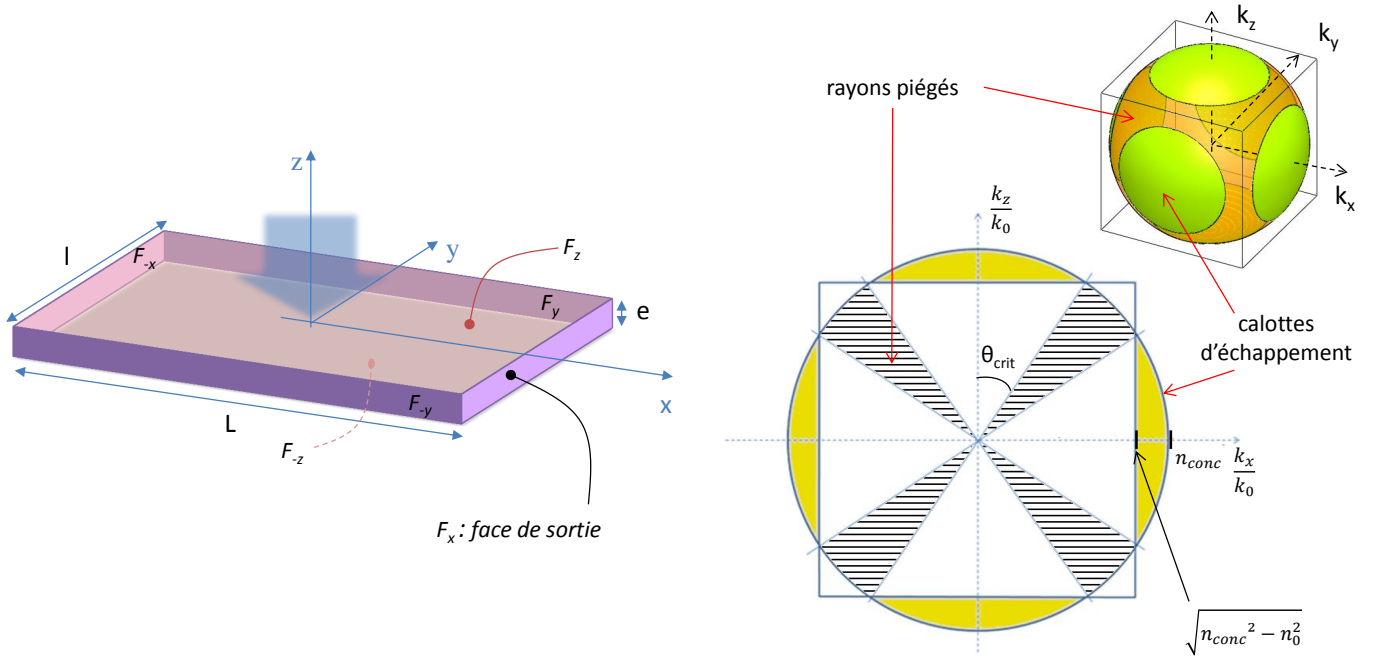 z
l
F-x
y
Fz
Fy
e
x
L
F-y
F-z
Fx : face de sortie
kz
ky
kx
rayons piégés
kz/k0
θcrit
calottes
d'échappement
nconc kx/k0
√(nconc² − n0²)